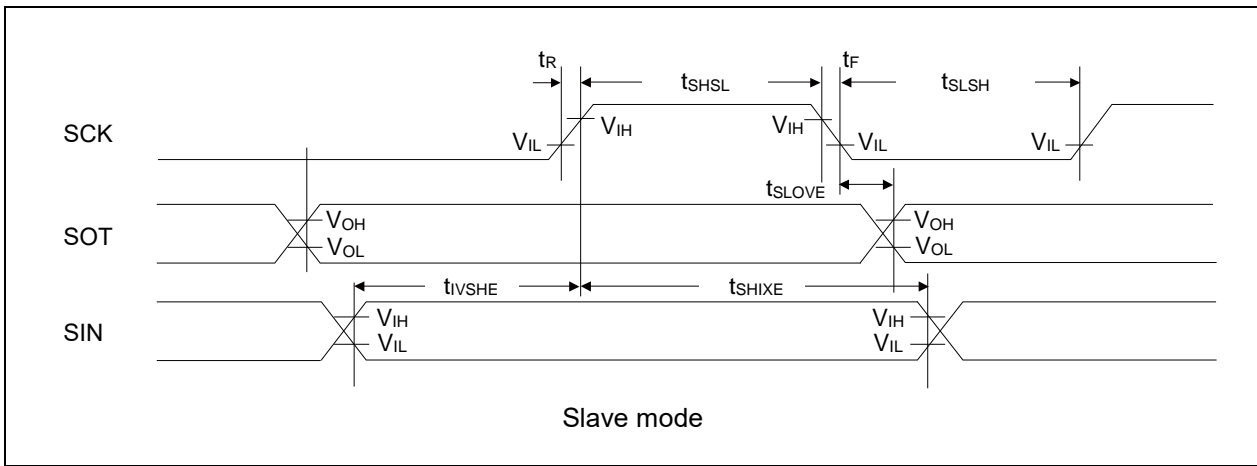 tR tF
tSHSL tSLSH
SCK VIH VIH
VIL VIL VIL
tSLOVE
SOT VOH VOH
VOL VOL
tIVSHE tSHIXE
SIN VIH VIH
VIL VIL
Slave mode